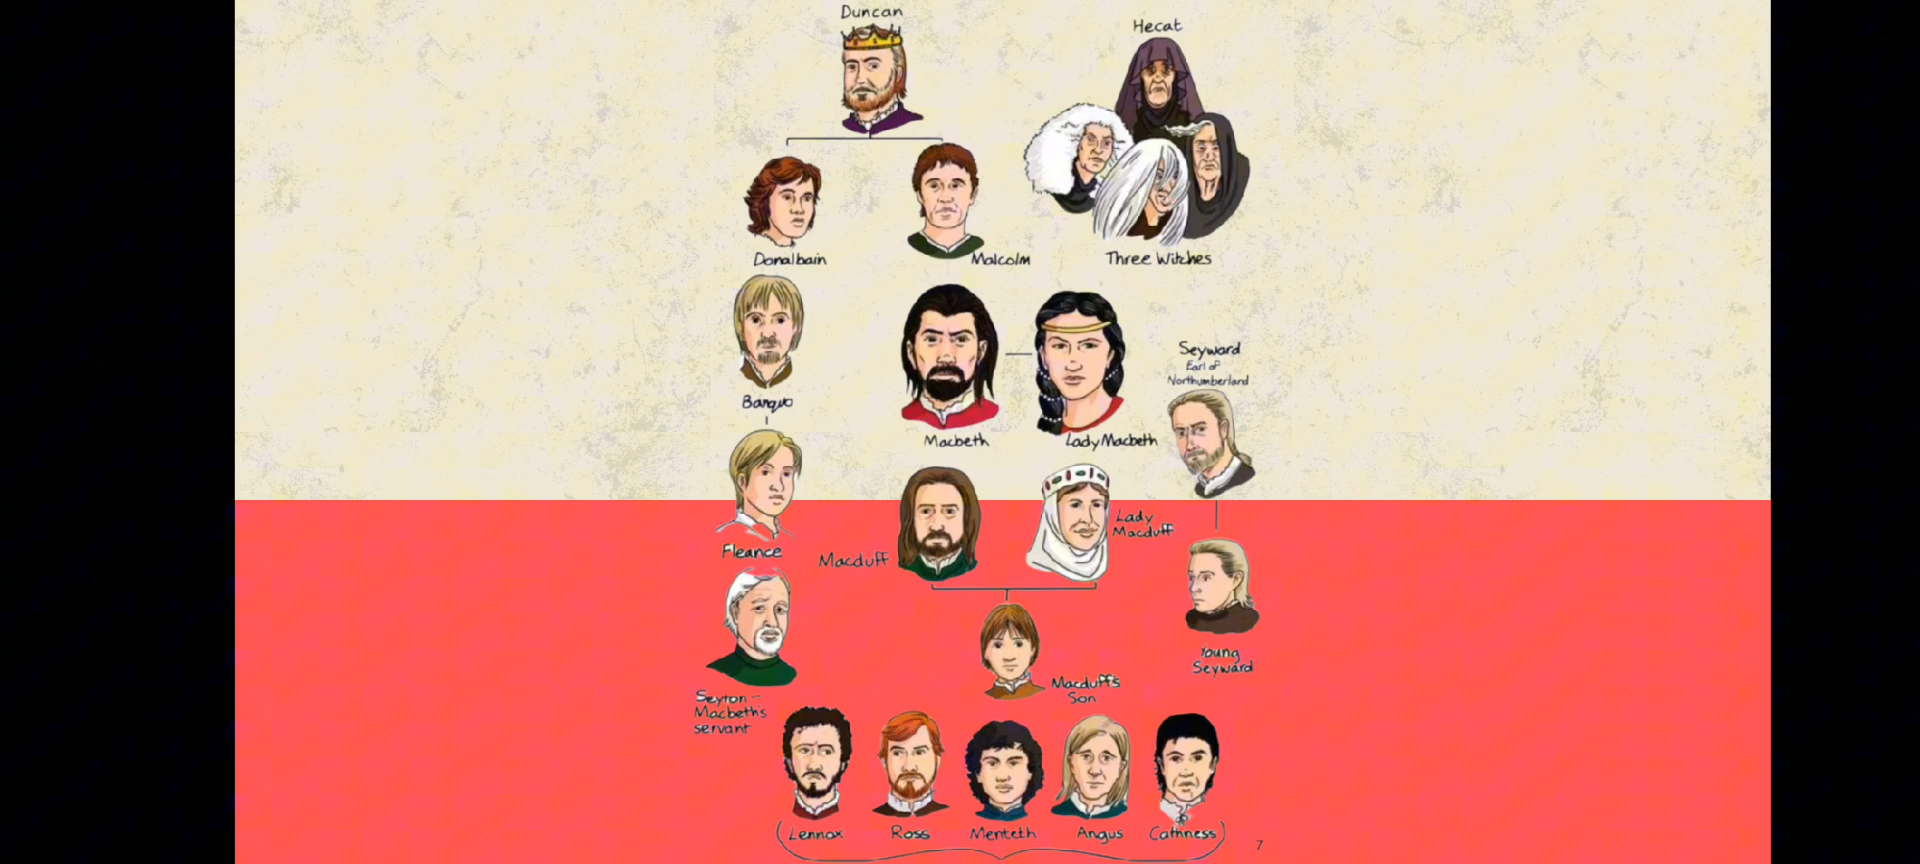 Duncan
Hecat
Donalbain
Malcolm
Three Witches
Banquo
Macbeth
Lady Macbeth
Seyward
Earl of
Northumberland
Fleance
Macduff
Lady
Macduff
Young
Seyward
Seyton -
Macbeth's
servant
Macduff's
Son
(Lennox
Ross
Menteth
Angus
Cathness)
7